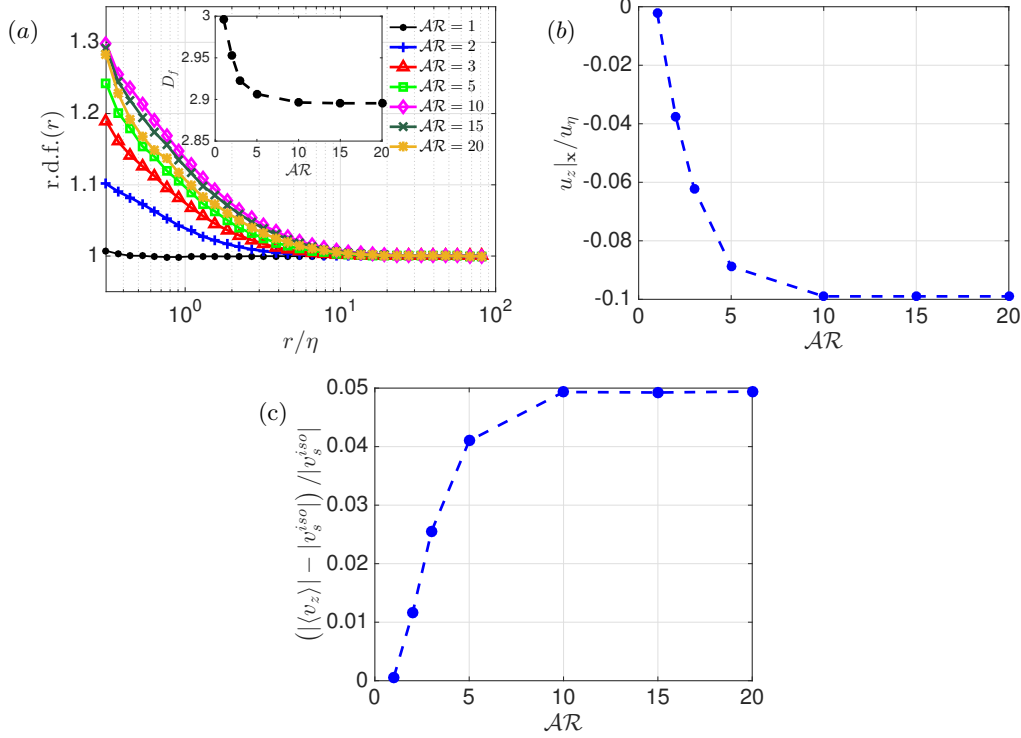 (a)
r.d.f.(r)
1.3
1.2
1.1
1
10^0
10^1
10^2
r/η
3
2.95
2.9
2.85
D_f
0
5
10
15
20
𝒜ℛ
𝒜ℛ = 1
𝒜ℛ = 2
𝒜ℛ = 3
𝒜ℛ = 5
𝒜ℛ = 10
𝒜ℛ = 15
𝒜ℛ = 20
(b)
u_z|_𝐱/u_η
0
-0.02
-0.04
-0.06
-0.08
-0.1
0
5
10
15
20
𝒜ℛ
(c)
(|⟨v_z⟩| − |v_s^{iso}|) /|v_s^{iso}|
0.05
0.04
0.03
0.02
0.01
0
0
5
10
15
20
𝒜ℛ